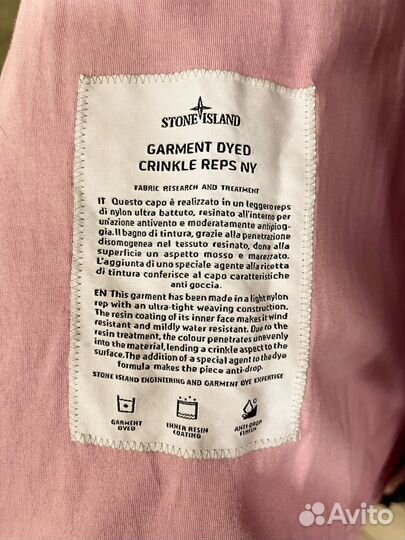 STONE ISLAND
GARMENT DYED
CRINKLE REPS NY
FABRIC RESEARCH AND TREATMENT
IT Questo capo è realizzato in un leggero reps
di nylon ultra battuto, resinato all'interno per
un'azione antivento e moderatamente antipiog-
gia. Il bagno di tintura, grazie alla penetrazione
disomogenea nel tessuto resinato, dona alla
superficie un aspetto mosso e marezzato.
L'aggiunta di uno speciale agente alla ricetta
di tintura conferisce al capo caratteristiche
anti goccia.
EN This garment has been made in a light nylon
rep with an ultra-tight weaving construction.
The resin coating of its inner face makes it wind
resistant and mildly water resistant. Due to the
resin treatment, the colour penetrates unevenly
into the material, lending a crinkle aspect to the
surface. The addition of a special agent to the dye
formula makes the piece anti-drop.
STONE ISLAND ENGINEERING AND GARMENT DYE EXPERTISE
GARMENT
DYED
INNER RESIN
COATING
ANTI-DROP
FINISH
Avito